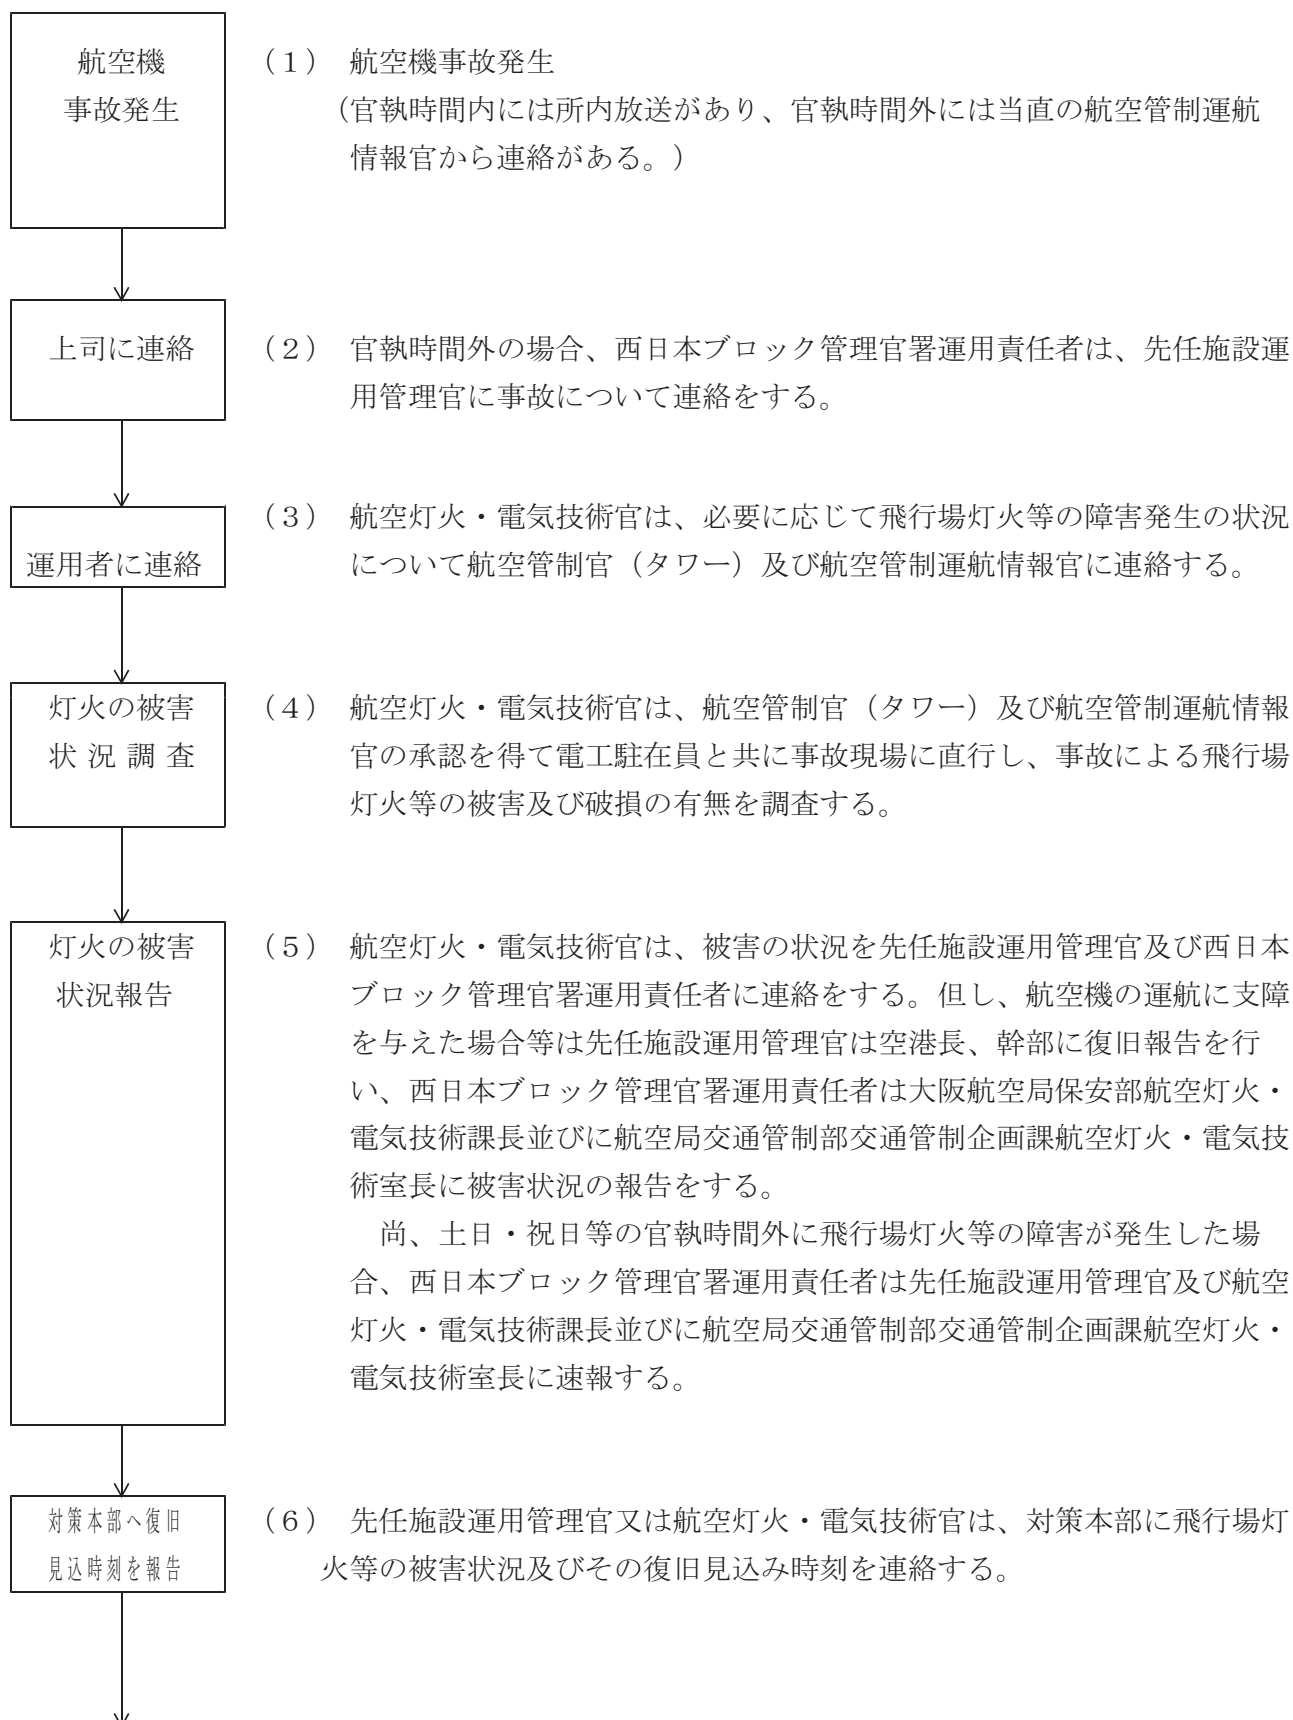 航空機
事故発生
（１） 航空機事故発生
（官執時間内には所内放送があり、官執時間外には当直の航空管制運航
情報官から連絡がある。）
上司に連絡
（２） 官執時間外の場合、西日本ブロック管理官署運用責任者は、先任施設運
用管理官に事故について連絡をする。
運用者に連絡
（３） 航空灯火・電気技術官は、必要に応じて飛行場灯火等の障害発生の状況
について航空管制官（タワー）及び航空管制運航情報官に連絡する。
灯火の被害
状 況 調 査
（４） 航空灯火・電気技術官は、航空管制官（タワー）及び航空管制運航情報
官の承認を得て電工駐在員と共に事故現場に直行し、事故による飛行場
灯火等の被害及び破損の有無を調査する。
灯火の被害
状況報告
（５） 航空灯火・電気技術官は、被害の状況を先任施設運用管理官及び西日本
ブロック管理官署運用責任者に連絡をする。但し、航空機の運航に支障
を与えた場合等は先任施設運用管理官は空港長、幹部に復旧報告を行
い、西日本ブロック管理官署運用責任者は大阪航空局保安部航空灯火・
電気技術課長並びに航空局交通管制部交通管制企画課航空灯火・電気技
術室長に被害状況の報告をする。
尚、土日・祝日等の官執時間外に飛行場灯火等の障害が発生した場
合、西日本ブロック管理官署運用責任者は先任施設運用管理官及び航空
灯火・電気技術課長並びに航空局交通管制部交通管制企画課航空灯火・
電気技術室長に速報する。
対策本部へ復旧
見込時刻を報告
（６） 先任施設運用管理官又は航空灯火・電気技術官は、対策本部に飛行場灯
火等の被害状況及びその復旧見込み時刻を連絡する。